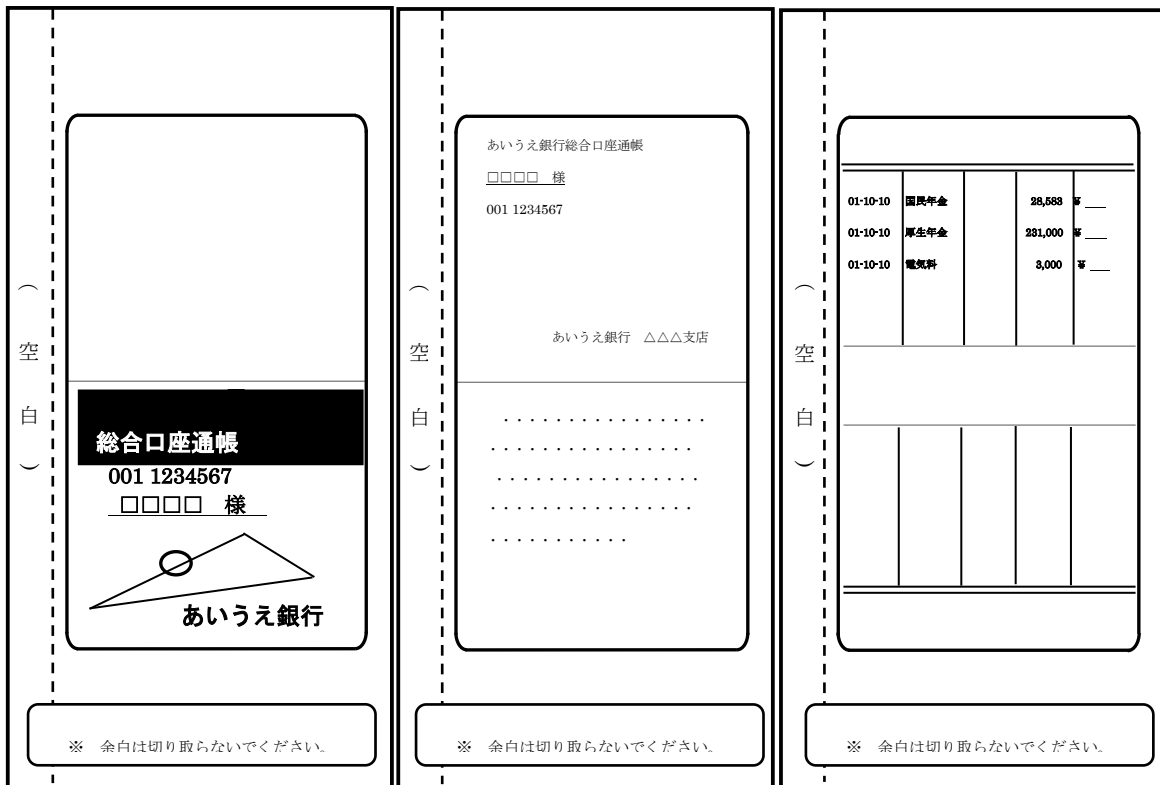 （空白）
総合口座通帳
001 1234567
□□□□　様
あいうえ銀行
※　余白は切り取らないでください。
（空白）
あいうえ銀行総合口座通帳
□□□□　様
001 1234567
あいうえ銀行　△△△支店
・・・・・・・・・・・・・・・・
・・・・・・・・・・・・・・・・
・・・・・・・・・・・・・・・・
・・・・・・・・・・・・・・・・
・・・・・・・・・・・
※　余白は切り取らないでください。
（空白）
01-10-10 国民年金 28,583 ¥
01-10-10 厚生年金 231,000 ¥
01-10-10 電気料 3,000 ¥
※　余白は切り取らないでください。